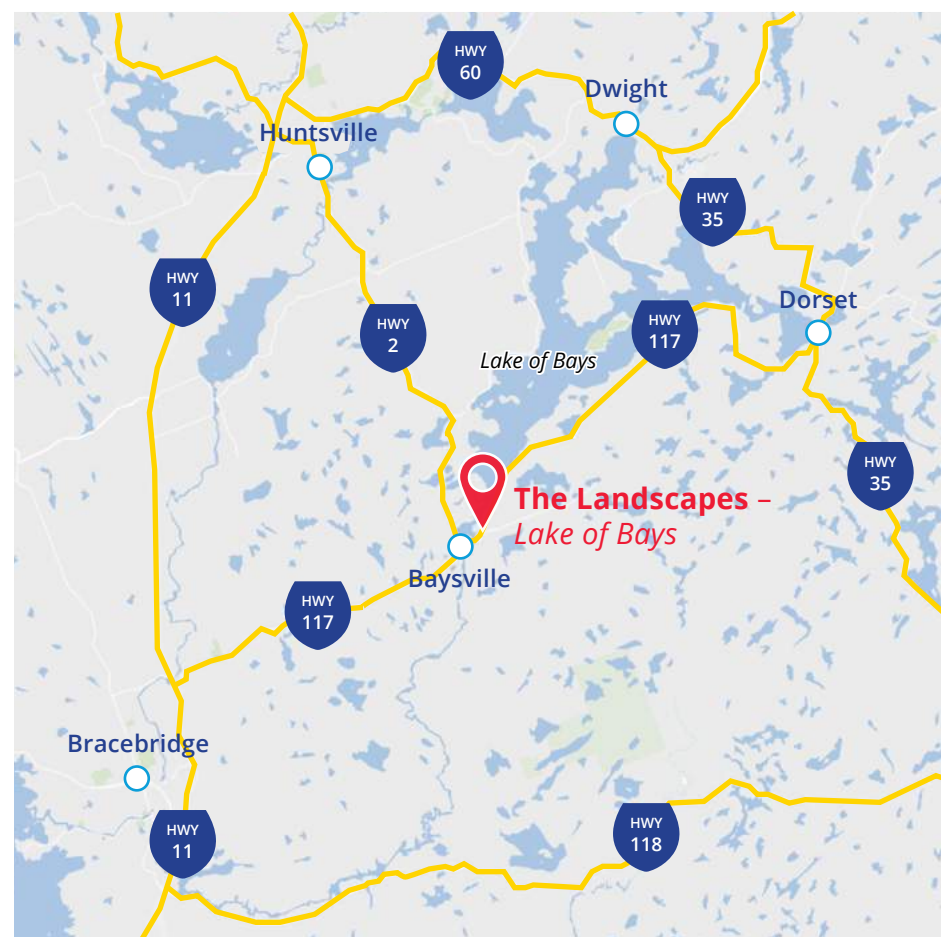 HWY
60
Dwight
Huntsville
HWY
35
HWY
11
Dorset
HWY
2
HWY
117
Lake of Bays
HWY
35
The Landscapes –
Lake of Bays
Baysville
HWY
117
Bracebridge
HWY
11
HWY
118